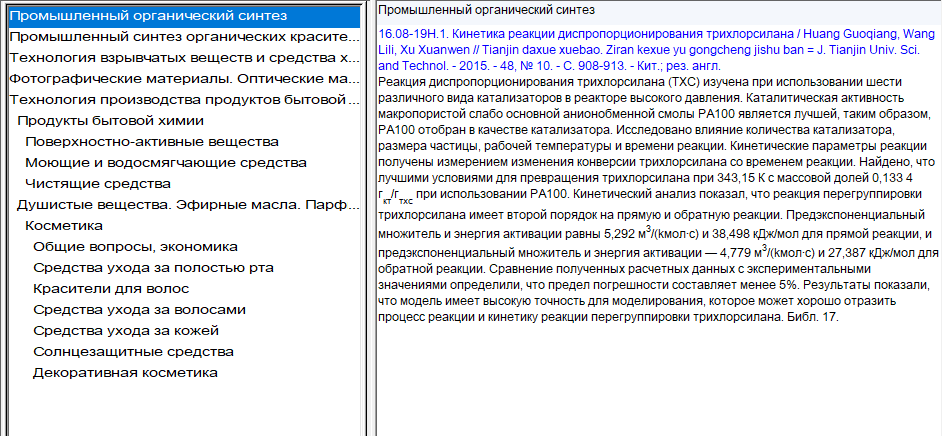 Промышленный органический синтез
Промышленный синтез органических красите...
Технология взрывчатых веществ и средства х...
Фотографические материалы. Оптические ма...
Технология производства продуктов бытовой ...
Продукты бытовой химии
Поверхностно-активные вещества
Моющие и водосмягчающие средства
Чистящие средства
Душистые вещества. Эфирные масла. Парф...
Косметика
Общие вопросы, экономика
Средства ухода за полостью рта
Красители для волос
Средства ухода за волосами
Средства ухода за кожей
Солнцезащитные средства
Декоративная косметика
Промышленный органический синтез
16.08-19Н.1. Кинетика реакции диспропорционирования трихлорсилана / Huang Guoqiang, Wang
Lili, Xu Xuanwen // Tianjin daxue xuebao. Ziran kexue yu gongcheng jishu ban = J. Tianjin Univ. Sci.
and Technol. - 2015. - 48, № 10. - С. 908-913. - Кит.; рез. англ.
Реакция диспропорционирования трихлорсилана (ТХС) изучена при использовании шести
различного вида катализаторов в реакторе высокого давления. Каталитическая активность
макропористой слабо основной анионобменной смолы РА100 является лучшей, таким образом,
РА100 отобран в качестве катализатора. Исследовано влияние количества катализатора,
размера частицы, рабочей температуры и времени реакции. Кинетические параметры реакции
получены измерением изменения конверсии трихлорсилана со временем реакции. Найдено, что
лучшими условиями для превращения трихлорсилана при 343,15 К с массовой долей 0,133 4
гкт/гтхс при использовании РА100. Кинетический анализ показал, что реакция перегруппировки
трихлорсилана имеет второй порядок на прямую и обратную реакции. Предэкспоненциальный
множитель и энергия активации равны 5,292 м³/(kмол·с) и 38,498 кДж/мол для прямой реакции, и
предэкспоненциальный множитель и энергия активации — 4,779 м³/(kмол·с) и 27,387 кДж/мол для
обратной реакции. Сравнение полученных расчетных данных с экспериментальными
значениями определили, что предел погрешности составляет менее 5%. Результаты показали,
что модель имеет высокую точность для моделирования, которое может хорошо отразить
процесс реакции и кинетику реакции перегруппировки трихлорсилана. Библ. 17.